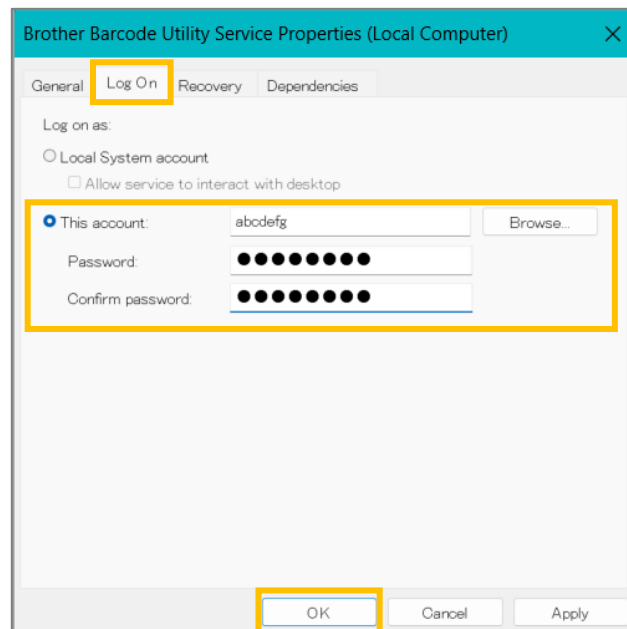 Brother Barcode Utility Service Properties (Local Computer)
General Log On Recovery Dependencies
Log on as:
Local System account
Allow service to interact with desktop
This account: abcdefg Browse...
Password: ●●●●●●●●
Confirm password: ●●●●●●●●
OK Cancel Apply